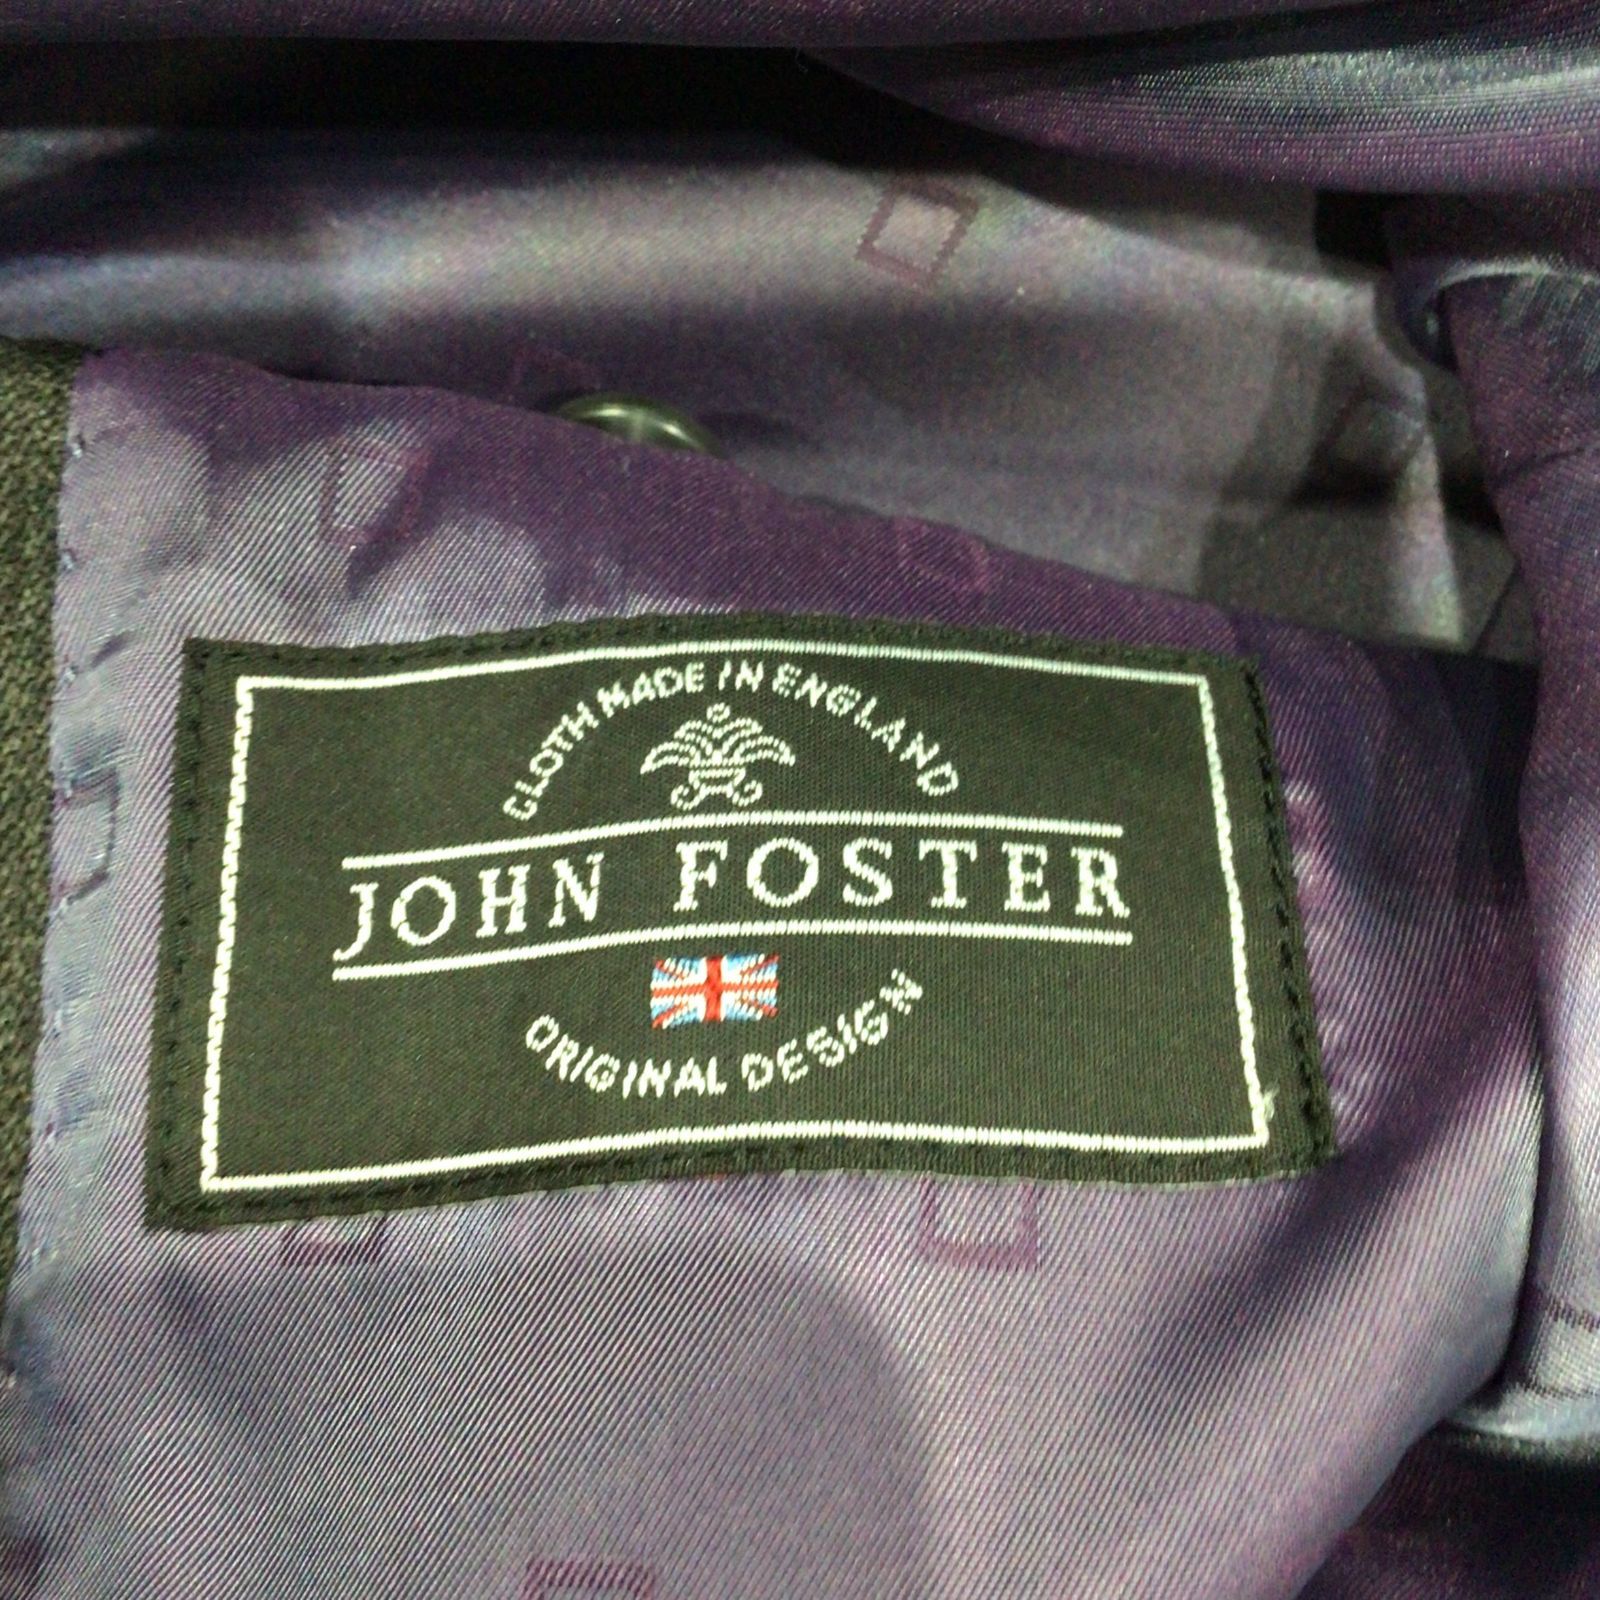 CLOTH MADE IN ENGLAND
JOHN FOSTER
ORIGINAL DESIGN